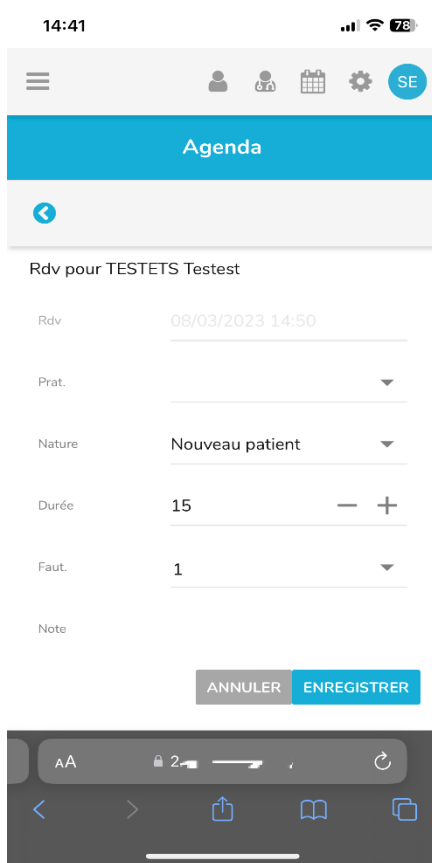 14:41
78
SE
Agenda
Rdv pour TESTETS Testest
Rdv 08/03/2023 14:50
Prat.
Nature Nouveau patient
Durée 15
Faut. 1
Note
ANNULER ENREGISTRER
AA 2